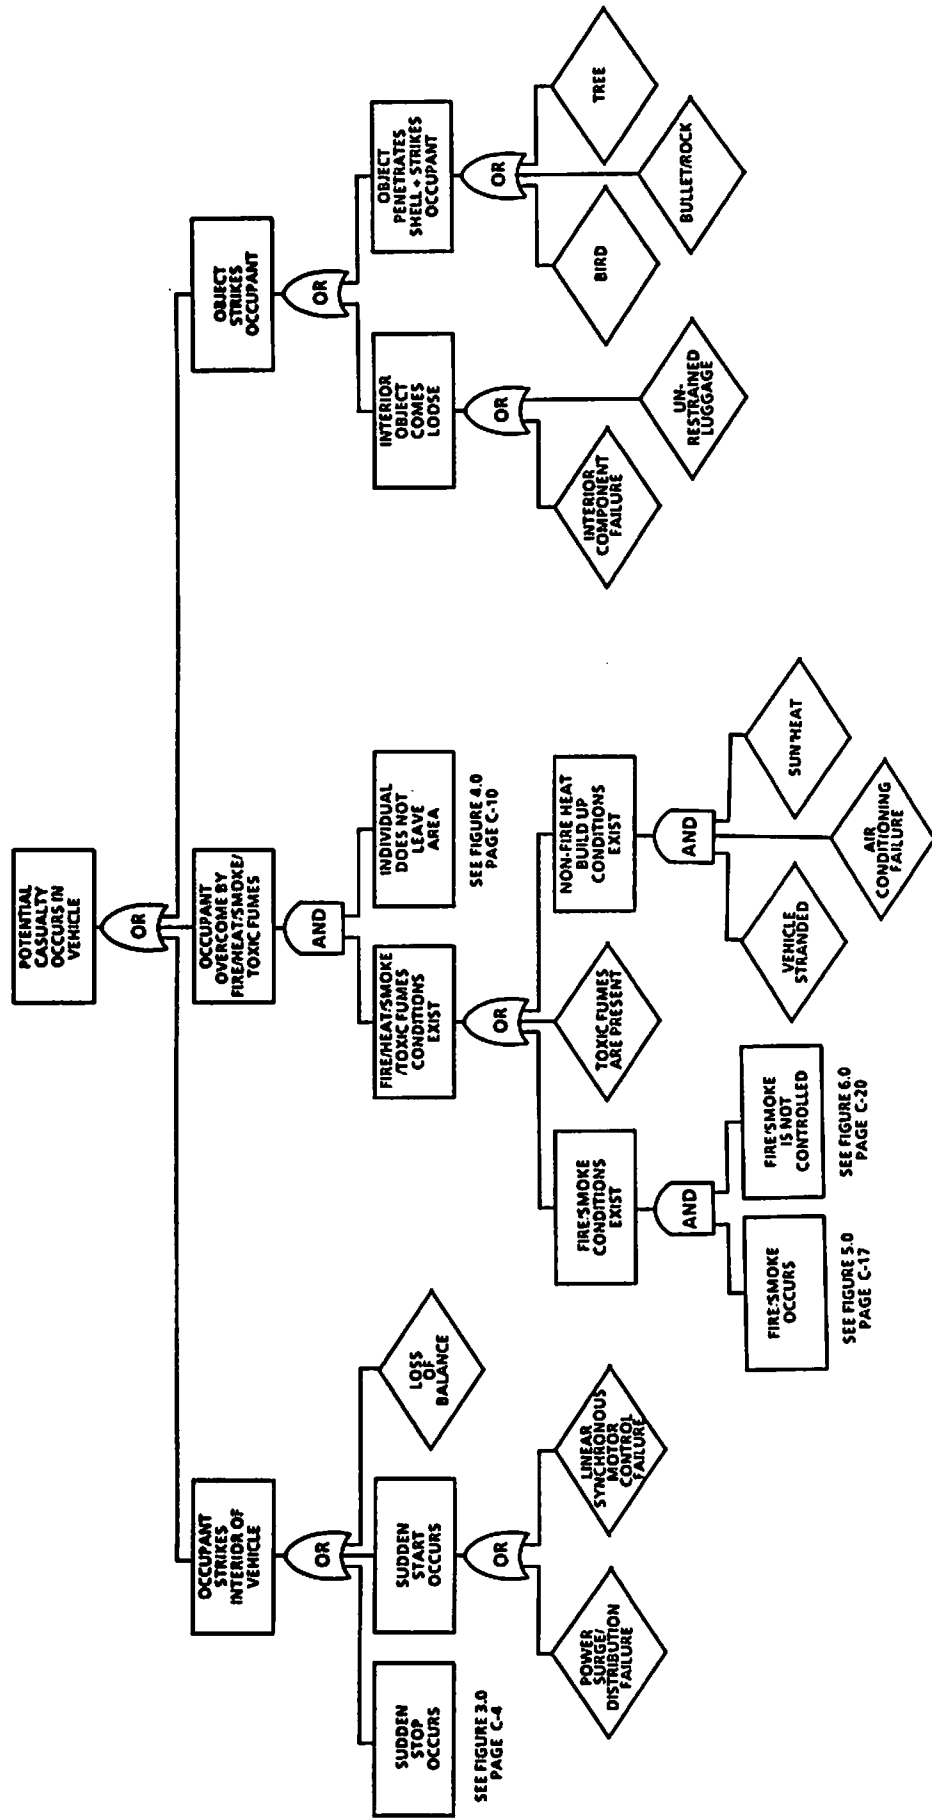 POTENTIAL
CASUALTY
OCCURS IN
VEHICLE
OR
OCCUPANT
STRIKES
INTERIOR OF
VEHICLE
OCCUPANT
OVERCOME BY
FIRE/HEAT/SMOKE/
TOXIC FUMES
OBJECT
STRIKES
OCCUPANT
OR
AND
OR
SUDDEN
STOP
OCCURS
SEE FIGURE 3.0
PAGE C-4
SUDDEN
START
OCCURS
LOSS
OF
BALANCE
FIRE/HEAT/SMOKE
/TOXIC FUMES
CONDITIONS
EXIST
INDIVIDUAL
DOES NOT
LEAVE
AREA
SEE FIGURE 4.0
PAGE C-10
INTERIOR
OBJECT
COMES
LOOSE
OBJECT
PENETRATES
SHELL + STRIKES
OCCUPANT
OR
OR
OR
OR
POWER
SURGE/
DISTRIBUTION
FAILURE
LINEAR
SYNCHRONOUS
MOTOR
CONTROL
FAILURE
FIRE/SMOKE
CONDITIONS
EXIST
TOXIC FUMES
ARE PRESENT
NON-FIRE HEAT
BUILD UP
CONDITIONS
EXIST
INTERIOR
COMPONENT
FAILURE
UN-
RESTRAINED
LUGGAGE
BIRD
BULLET/ROCK
TREE
AND
AND
FIRE/SMOKE
OCCURS
SEE FIGURE 5.0
PAGE C-17
FIRE/SMOKE
IS NOT
CONTROLLED
SEE FIGURE 6.0
PAGE C-20
VEHICLE
STRANDED
AIR
CONDITIONING
FAILURE
SUN/HEAT